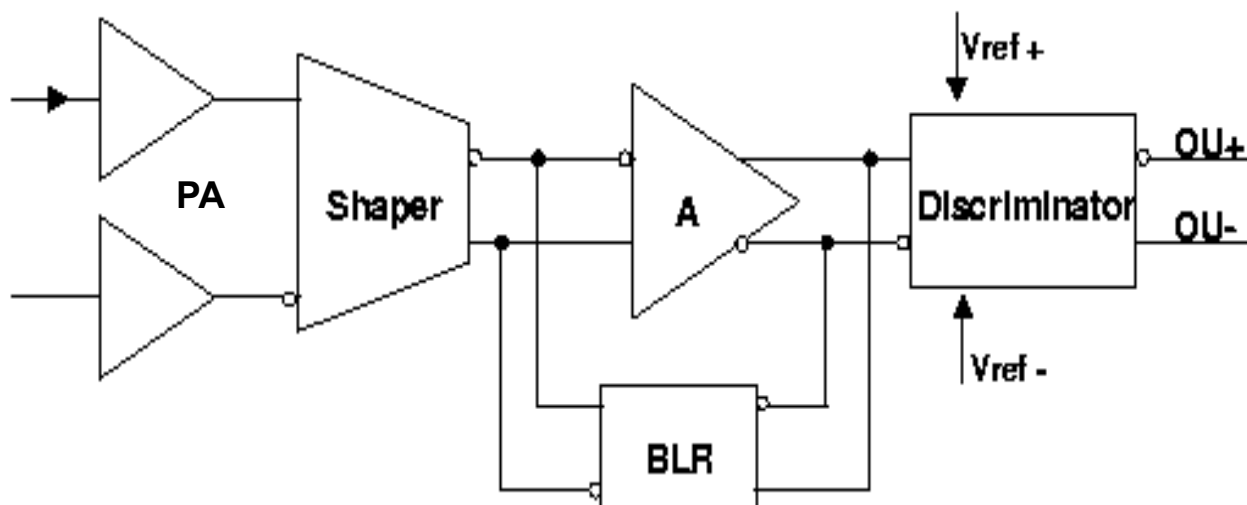 PA
Shaper
A
BLR
Vref +
Discriminator
Vref -
OU+
OU-